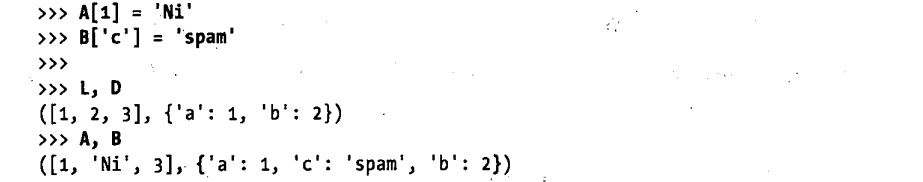 >>> A[1] = 'Ni'
>>> B['c'] = 'spam'
>>>
>>> L, D
([1, 2, 3], {'a': 1, 'b': 2})
>>> A, B
([1, 'Ni', 3], {'a': 1, 'c': 'spam', 'b': 2})